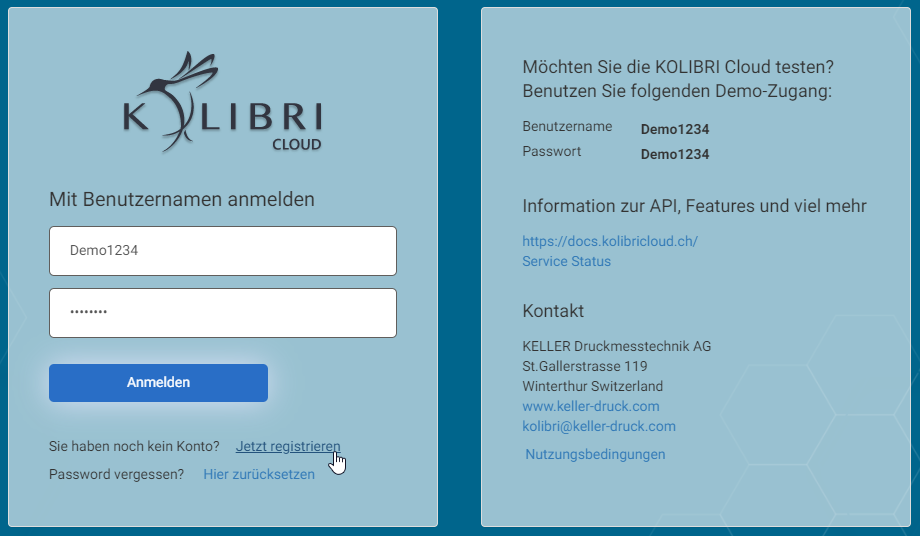 KOLIBRI
CLOUD
Mit Benutzernamen anmelden
Demo1234
••••••••
Anmelden
Sie haben noch kein Konto? Jetzt registrieren
Password vergessen? Hier zurücksetzen
Möchten Sie die KOLIBRI Cloud testen?
Benutzen Sie folgenden Demo-Zugang:
Benutzername Demo1234
Passwort Demo1234
Information zur API, Features und viel mehr
https://docs.kolibricloud.ch/
Service Status
Kontakt
KELLER Druckmesstechnik AG
St.Gallerstrasse 119
Winterthur Switzerland
www.keller-druck.com
kolibri@keller-druck.com
Nutzungsbedingungen